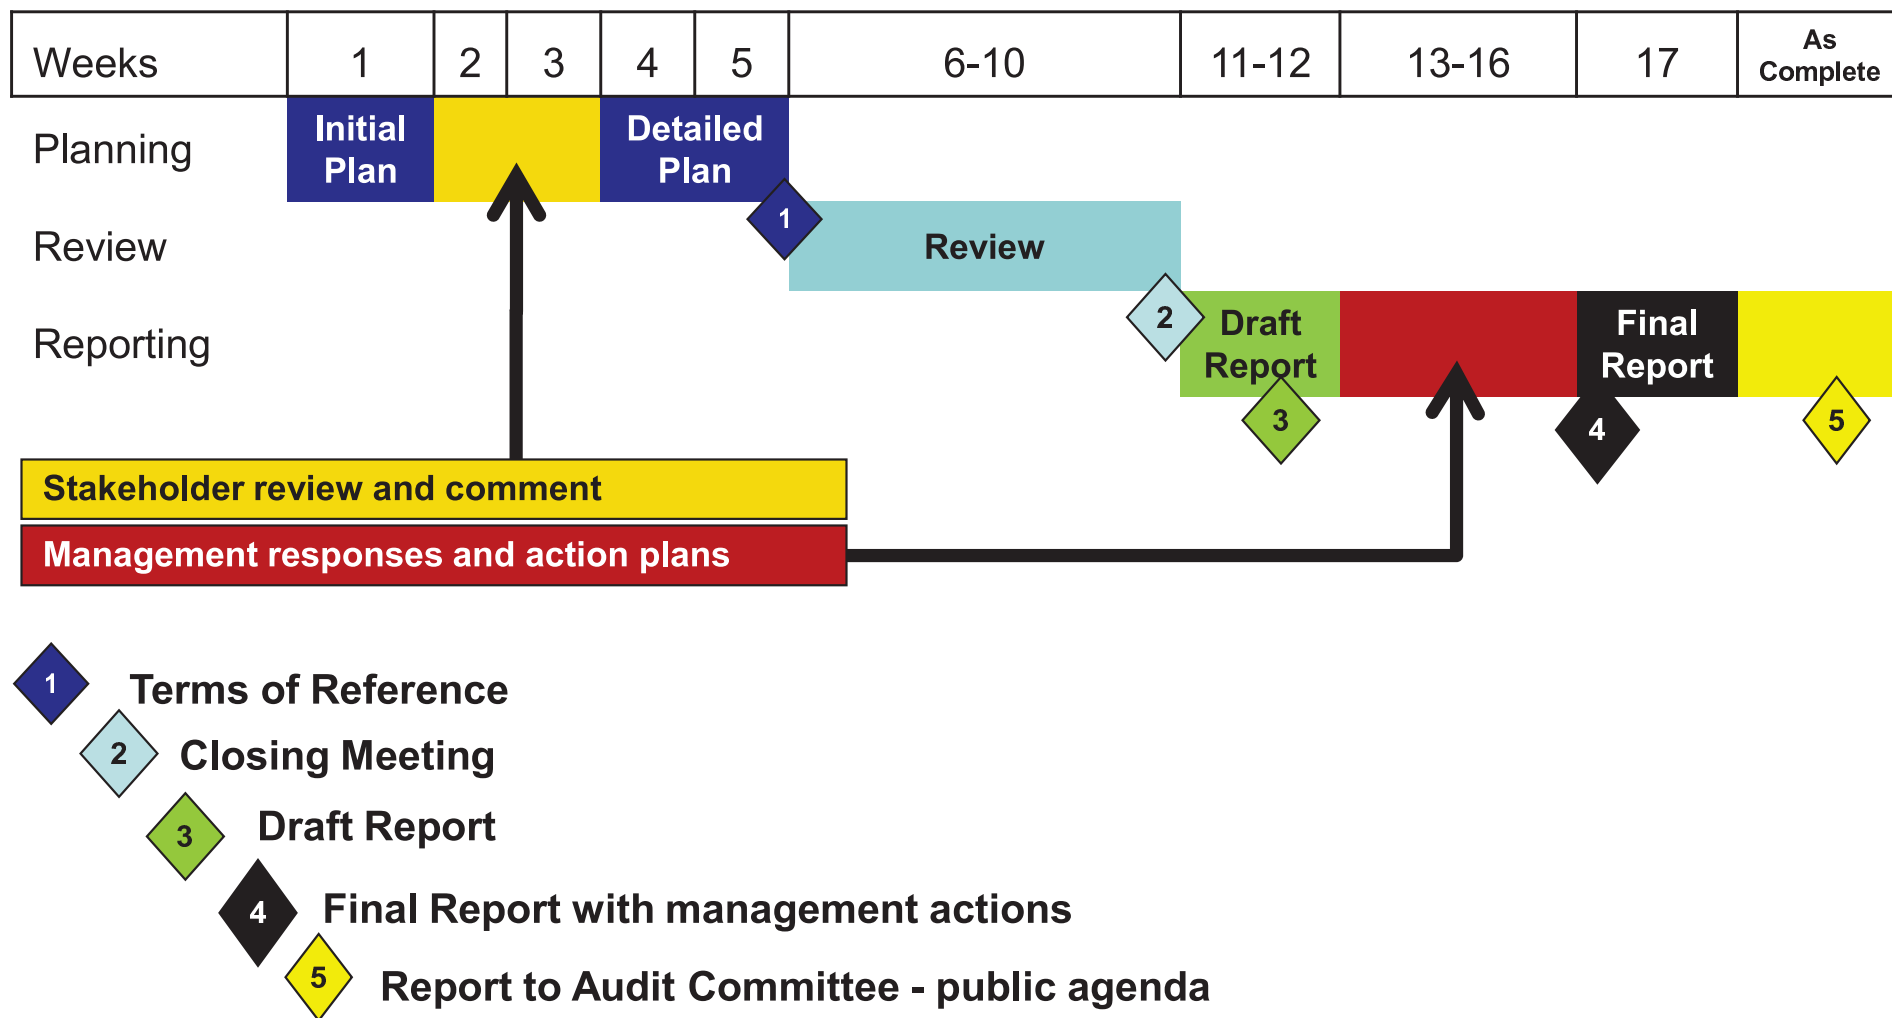 Weeks 1 2 3 4 5 6-10 11-12 13-16 17 As
Complete
Planning
Initial
Plan
Detailed
Plan
1
Review
Review
2
Reporting
Draft
Report
Final
Report
3
4
5
Stakeholder review and comment
Management responses and action plans
1 Terms of Reference
2 Closing Meeting
3 Draft Report
4 Final Report with management actions
5 Report to Audit Committee - public agenda